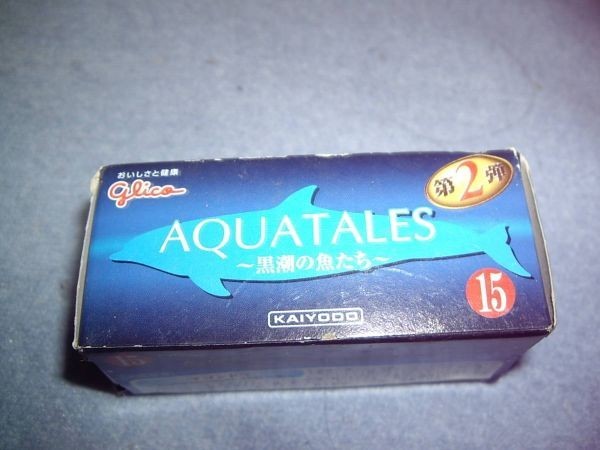 おいしさと健康
glico
第2弾
AQUATALES
～黒潮の魚たち～
15
KAIYODO
15